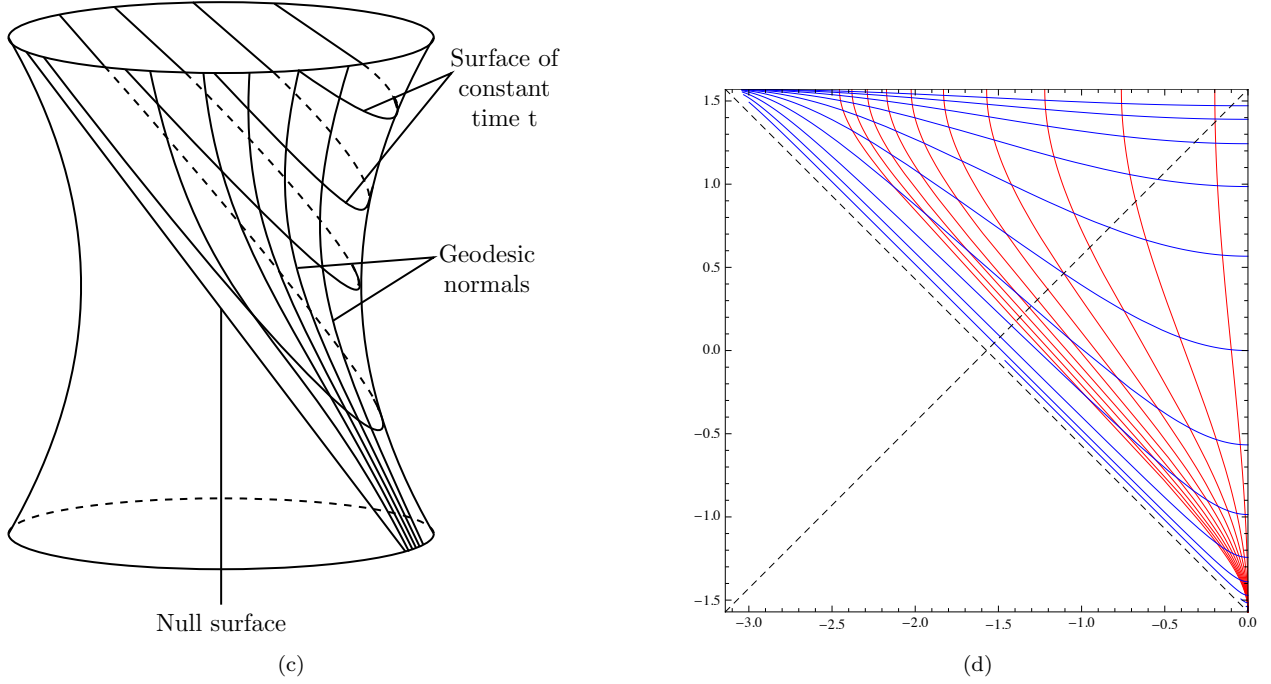 Surface of
constant
time t
Geodesic
normals
Null surface
(c)
1.5
1.0
0.5
0.0
−0.5
−1.0
−1.5
−3.0 −2.5 −2.0 −1.5 −1.0 −0.5 0.0
(d)